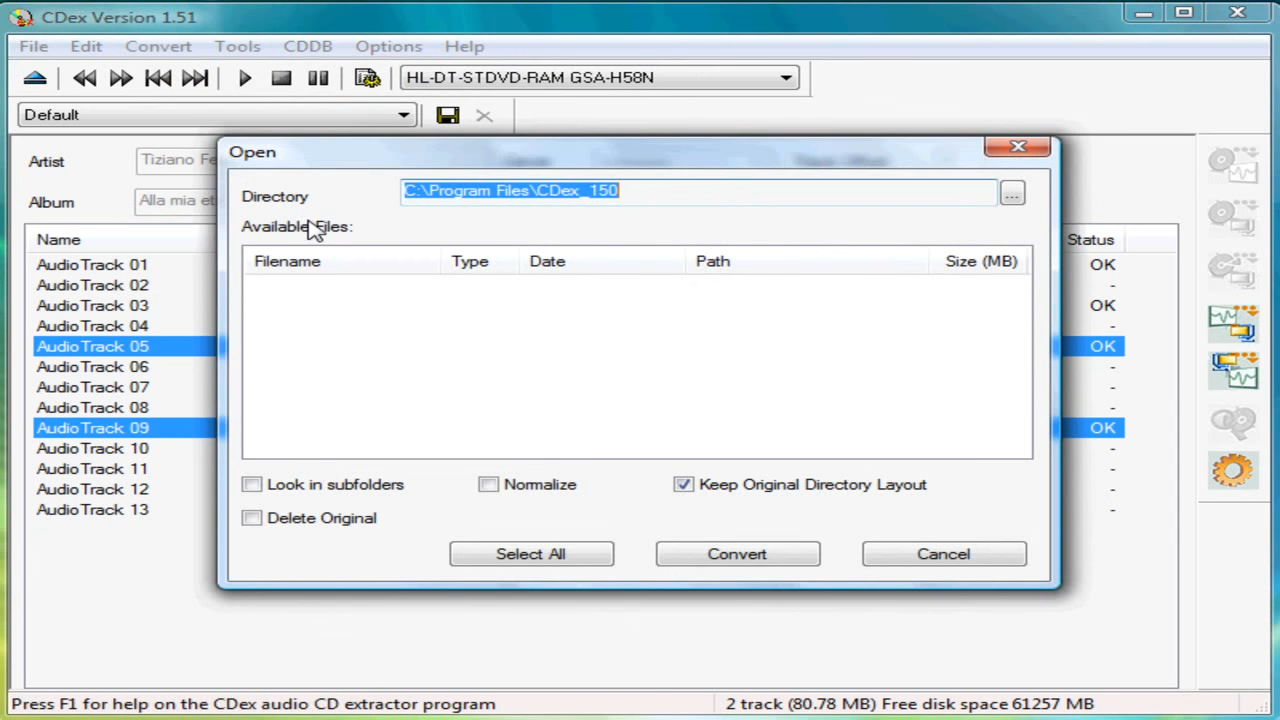 CDex Version 1.51
File Edit Convert Tools CDDB Options Help
HL-DT-STDVD-RAM GSA-H58N
Default
Open
Artist Tiziano Fe
Directory C:\Program Files\CDex_150 ...
Album Alla mia et
Available Files:
Name Status
Filename Type Date Path Size (MB)
AudioTrack 01 OK
AudioTrack 02 -
AudioTrack 03 OK
AudioTrack 04 -
AudioTrack 05 OK
AudioTrack 06 -
AudioTrack 07 -
AudioTrack 08 -
AudioTrack 09 OK
AudioTrack 10 -
AudioTrack 11 -
AudioTrack 12 -
AudioTrack 13 -
Look in subfolders Normalize Keep Original Directory Layout
Delete Original
Select All Convert Cancel
Press F1 for help on the CDex audio CD extractor program 2 track (80.78 MB) Free disk space 61257 MB